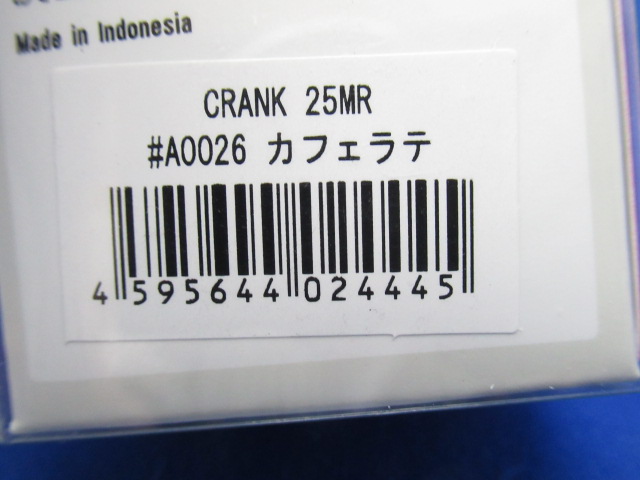 Made in Indonesia
CRANK 25MR
#A0026 カフェラテ
4 595644 024445